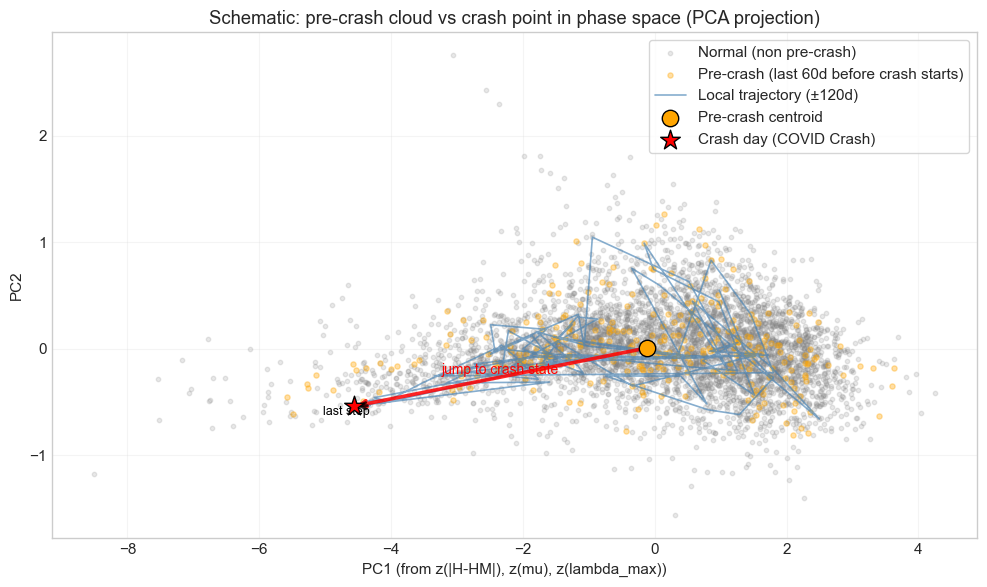 Schematic: pre-crash cloud vs crash point in phase space (PCA projection)
Normal (non pre-crash)
Pre-crash (last 60d before crash starts)
Local trajectory (±120d)
Pre-crash centroid
Crash day (COVID Crash)
PC2
2
1
0
−1
jump to crash state
last step
−8
−6
−4
−2
0
2
4
PC1 (from z(|H-HM|), z(mu), z(lambda_max))